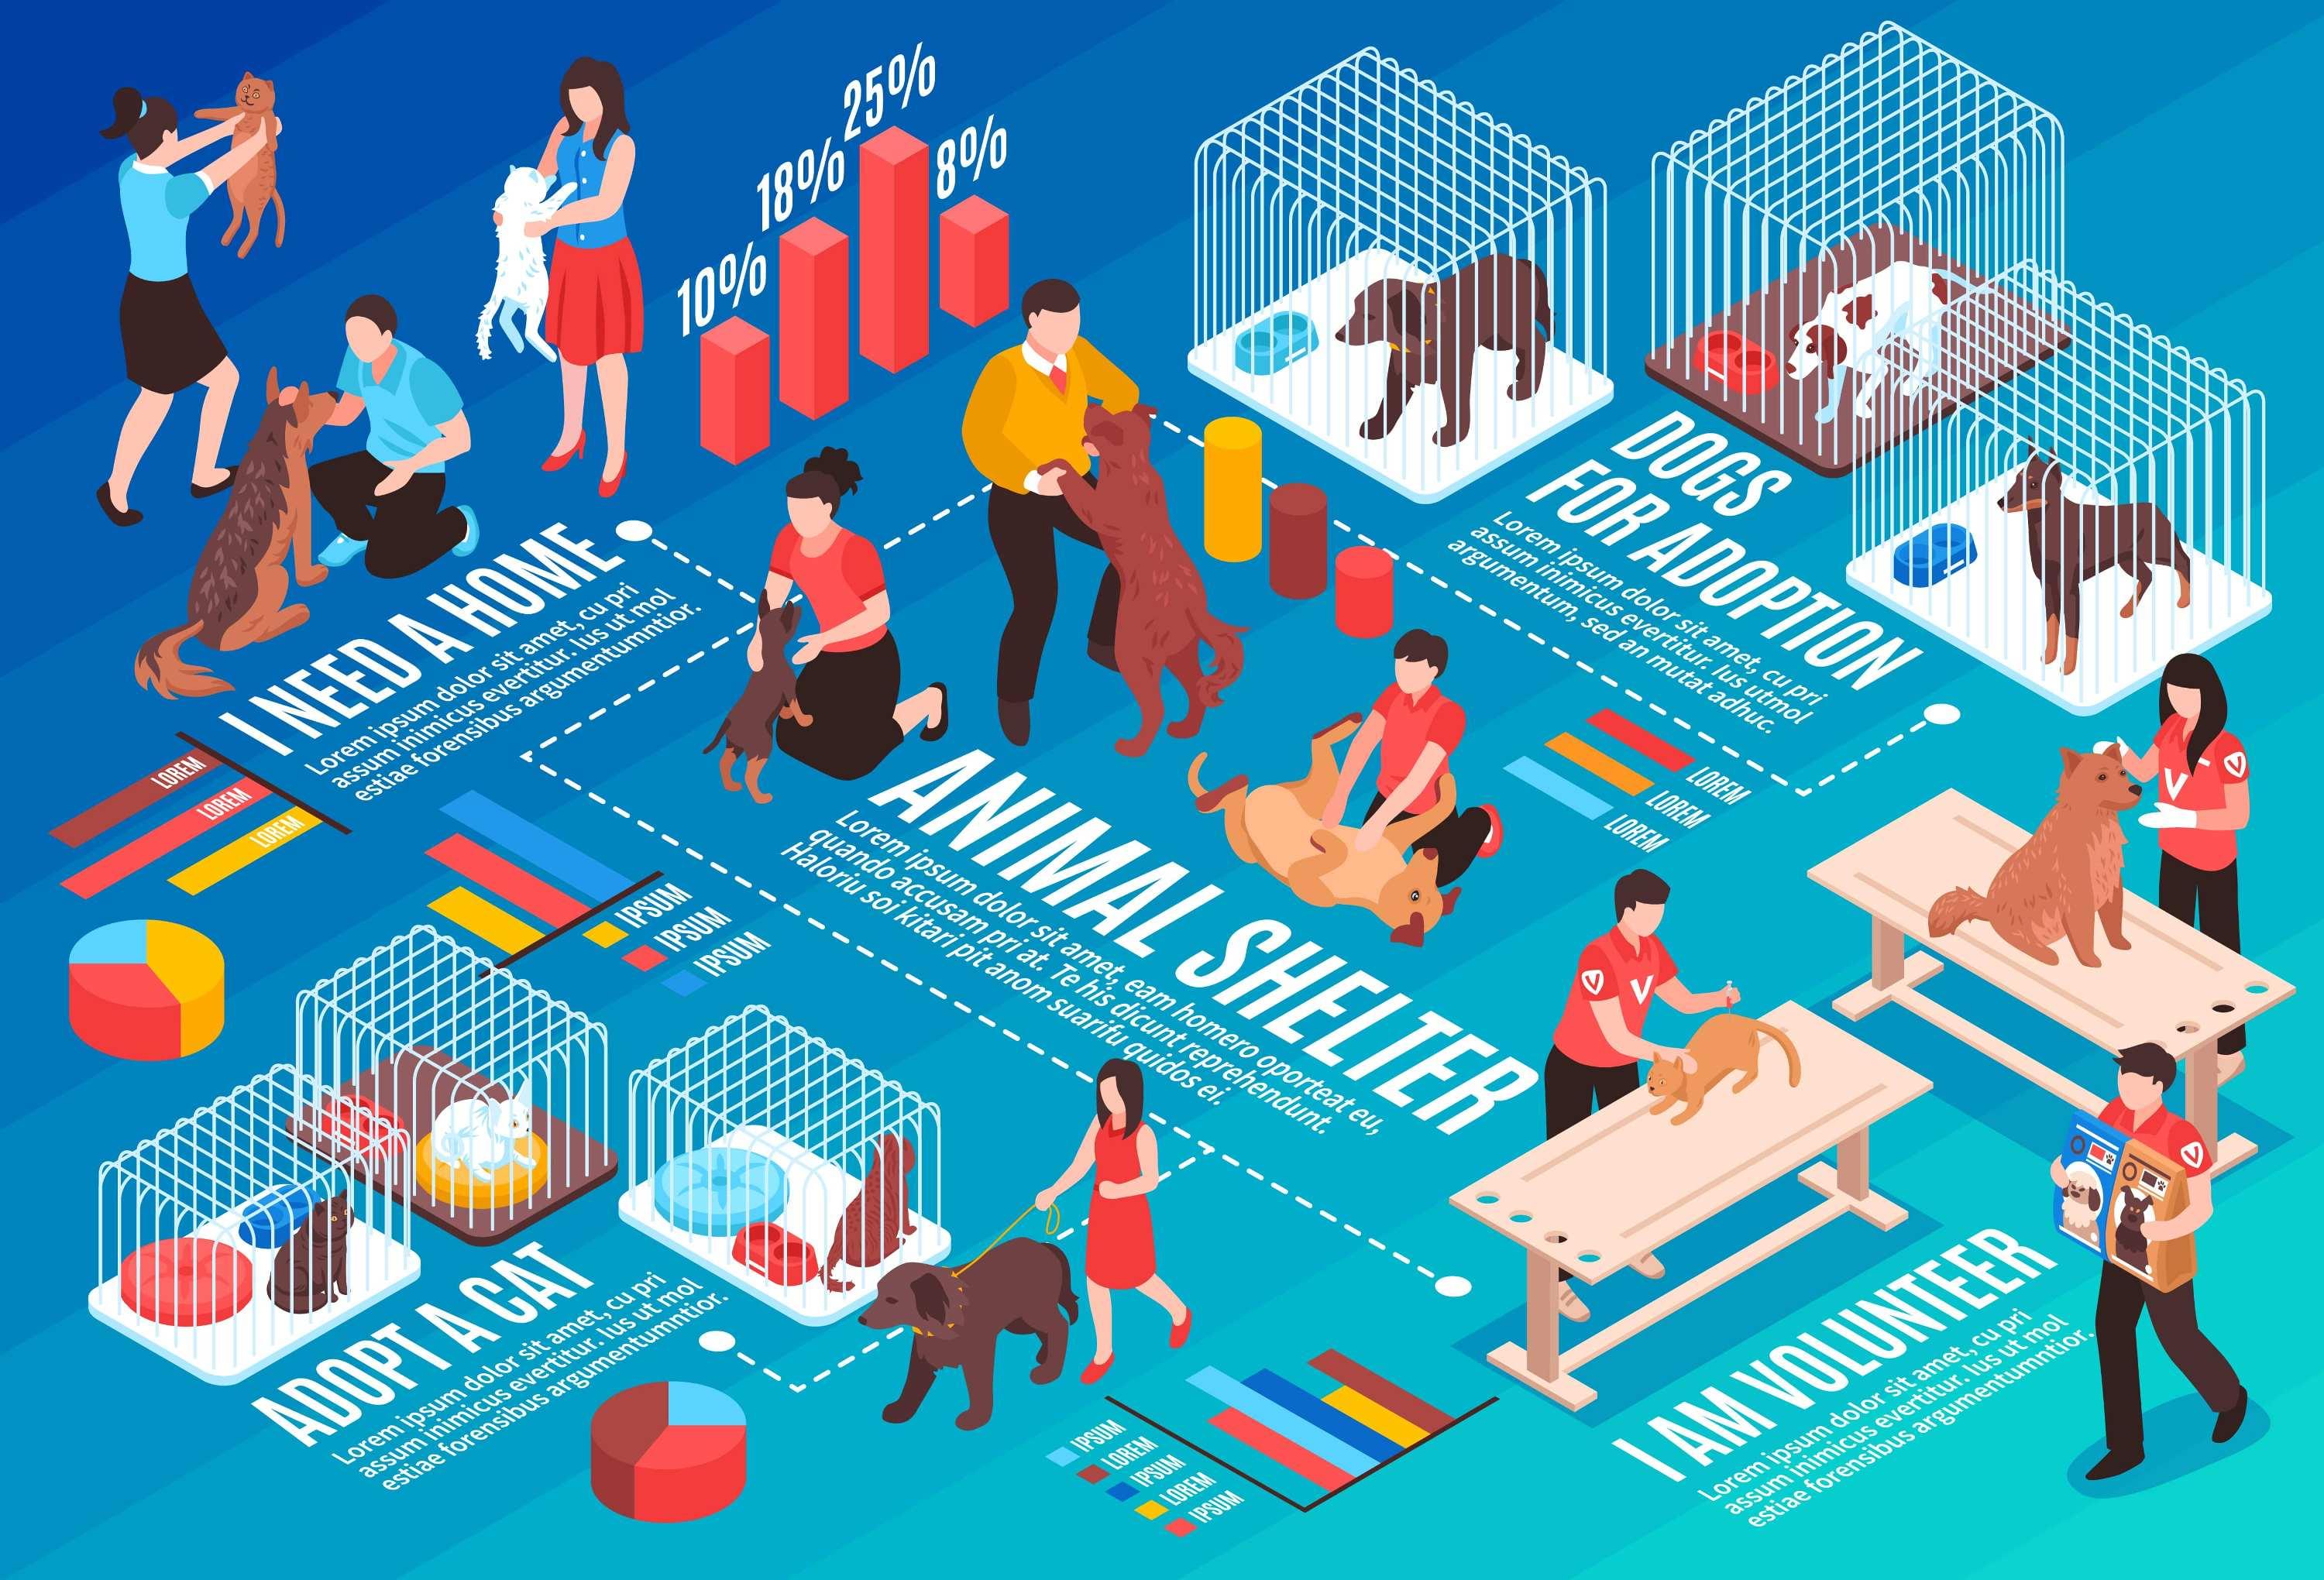 10%
18%
25%
8%
I NEED A HOME
Lorem ipsum dolor sit amet, cu pri
assum inimicus evertitur. Ius ut mol
estiae forensibus argumentumntior.
DOGS
FOR ADOPTION
Lorem ipsum dolor sit amet, cu pri
assum inimicus evertitur. Ius utmol
argumentum, sed an mutat adhuc.
LOREM
LOREM
LOREM
LOREM
LOREM
LOREM
IPSUM
IPSUM
IPSUM
ANIMAL SHELTER
Lorem ipsum dolor sit amet, eam homero oporteat eu,
quando accusam pri at. Te his dicunt reprehendunt.
Haloriu soi kitari pit anom suarifu quidos ei.
V
V
V
V
V
ADOPT A CAT
Lorem ipsum dolor sit amet, cu pri
assum inimicus evertitur. Ius ut mol
estiae forensibus argumentumntior.
IPSUM
LOREM
IPSUM
LOREM
IPSUM
I AM VOLUNTEER
Lorem ipsum dolor sit amet, cu pri
assum inimicus evertitur. Ius ut mol
estiae forensibus argumentumntior.